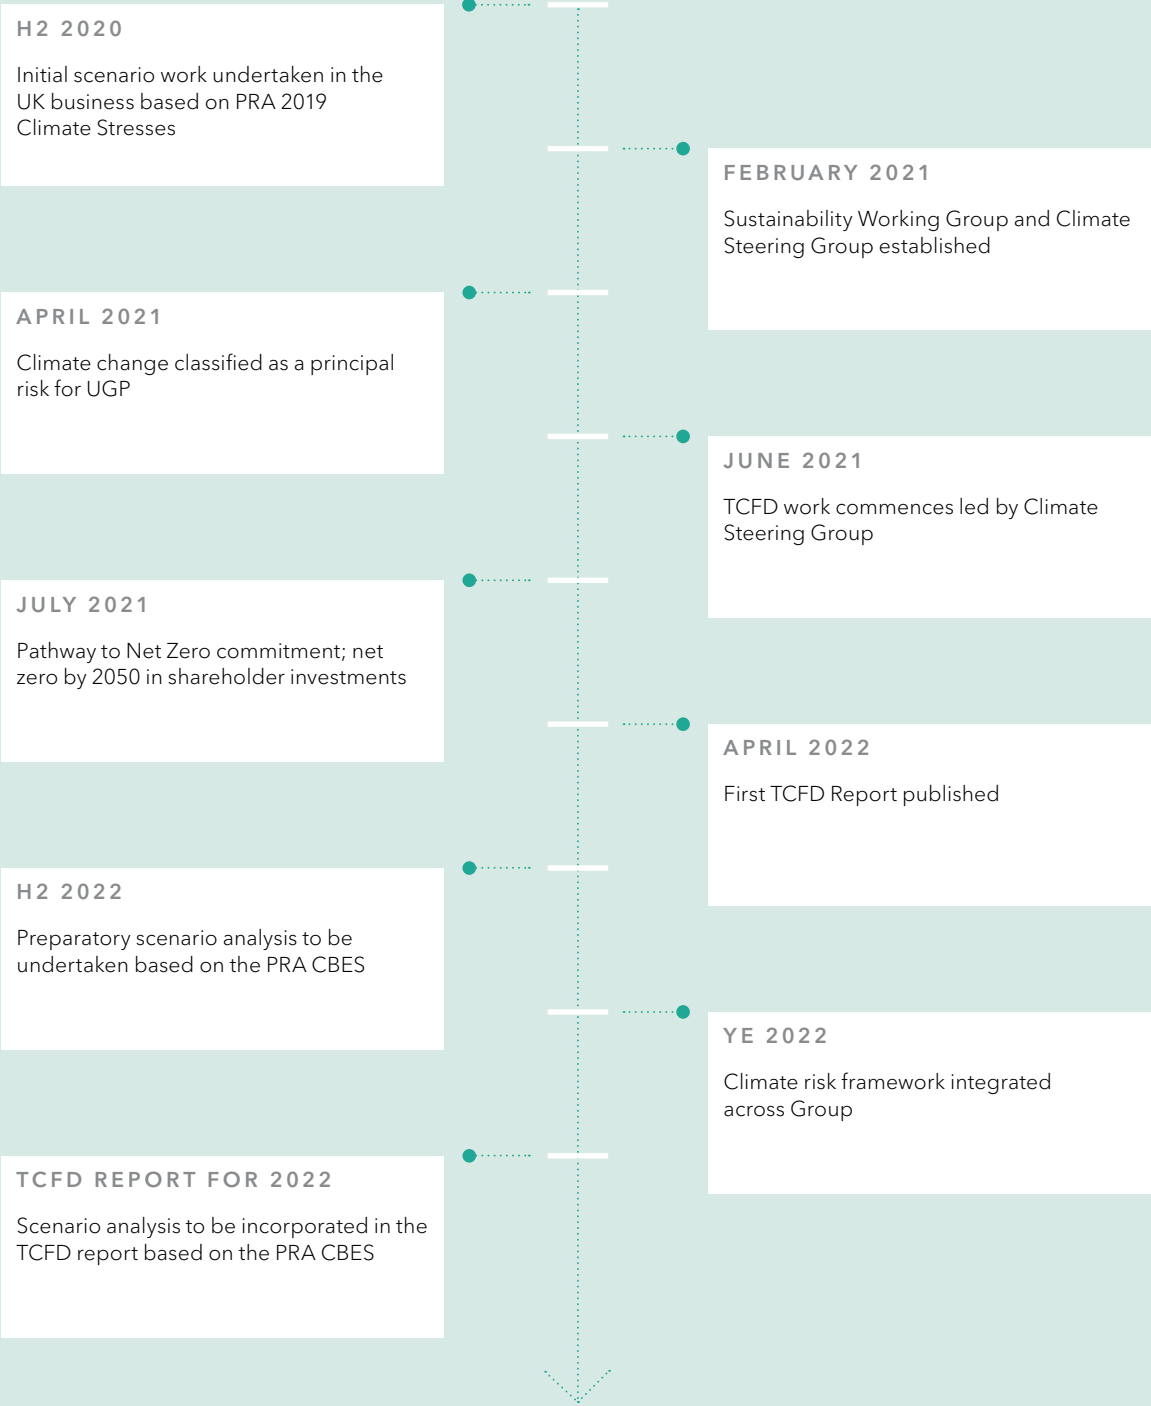 H2 2020
Initial scenario work undertaken in the
UK business based on PRA 2019
Climate Stresses
FEBRUARY 2021
Sustainability Working Group and Climate
Steering Group established
APRIL 2021
Climate change classified as a principal
risk for UGP
JUNE 2021
TCFD work commences led by Climate
Steering Group
JULY 2021
Pathway to Net Zero commitment; net
zero by 2050 in shareholder investments
APRIL 2022
First TCFD Report published
H2 2022
Preparatory scenario analysis to be
undertaken based on the PRA CBES
YE 2022
Climate risk framework integrated
across Group
TCFD REPORT FOR 2022
Scenario analysis to be incorporated in the
TCFD report based on the PRA CBES